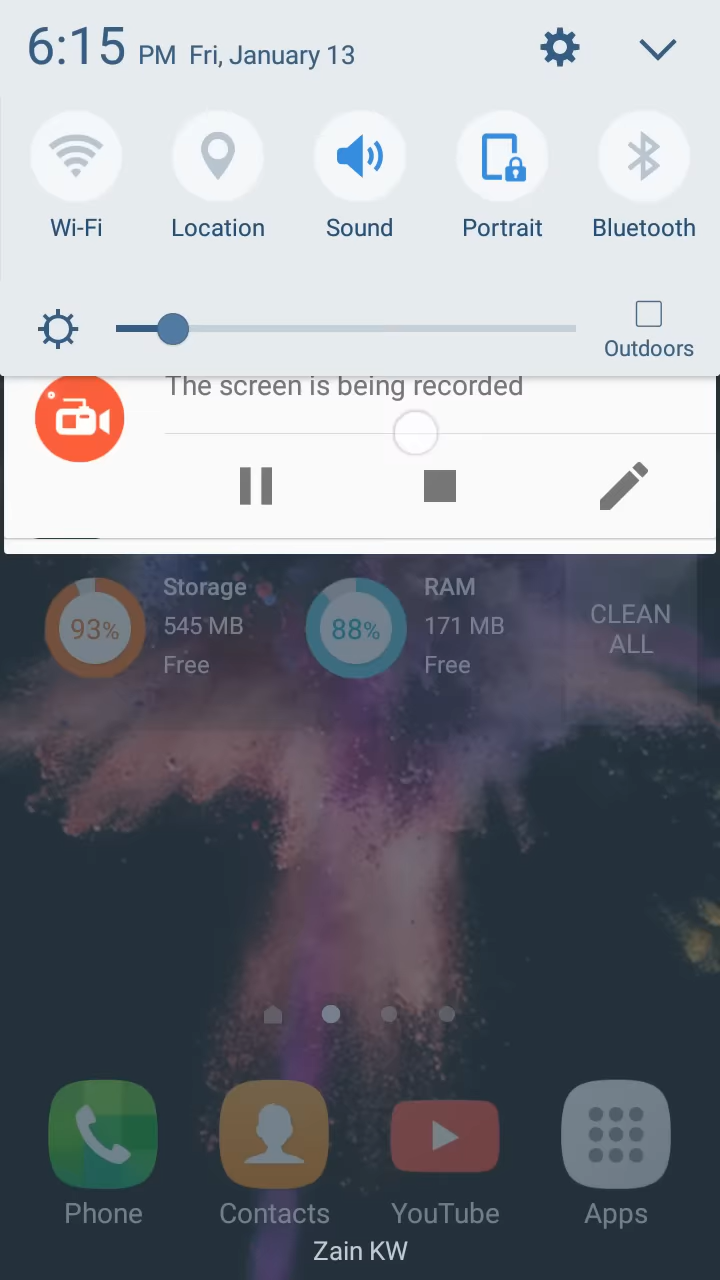 6:15 PM Fri, January 13
Wi-Fi Location Sound Portrait Bluetooth
Outdoors
The screen is being recorded
93% Storage 545 MB Free
88% RAM 171 MB Free
CLEAN
ALL
Phone Contacts YouTube Apps
Zain KW